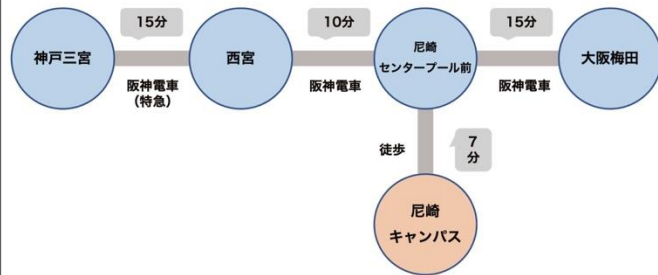 15分
10分
15分
神戸三宮
西宮
尼崎
センタープール前
大阪梅田
阪神電車
(特急)
阪神電車
阪神電車
徒歩
7
分
尼崎
キャンパス